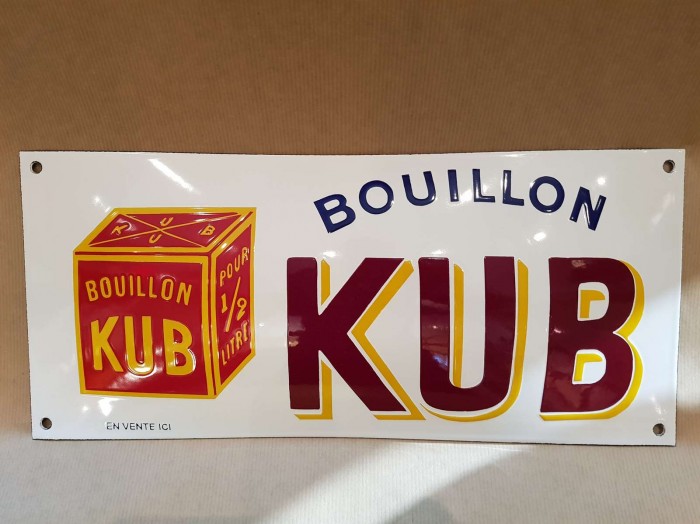 BOUILLON
KUB
K U B
U
BOUILLON
KUB
POUR
1/2
LITRE
EN VENTE ICI